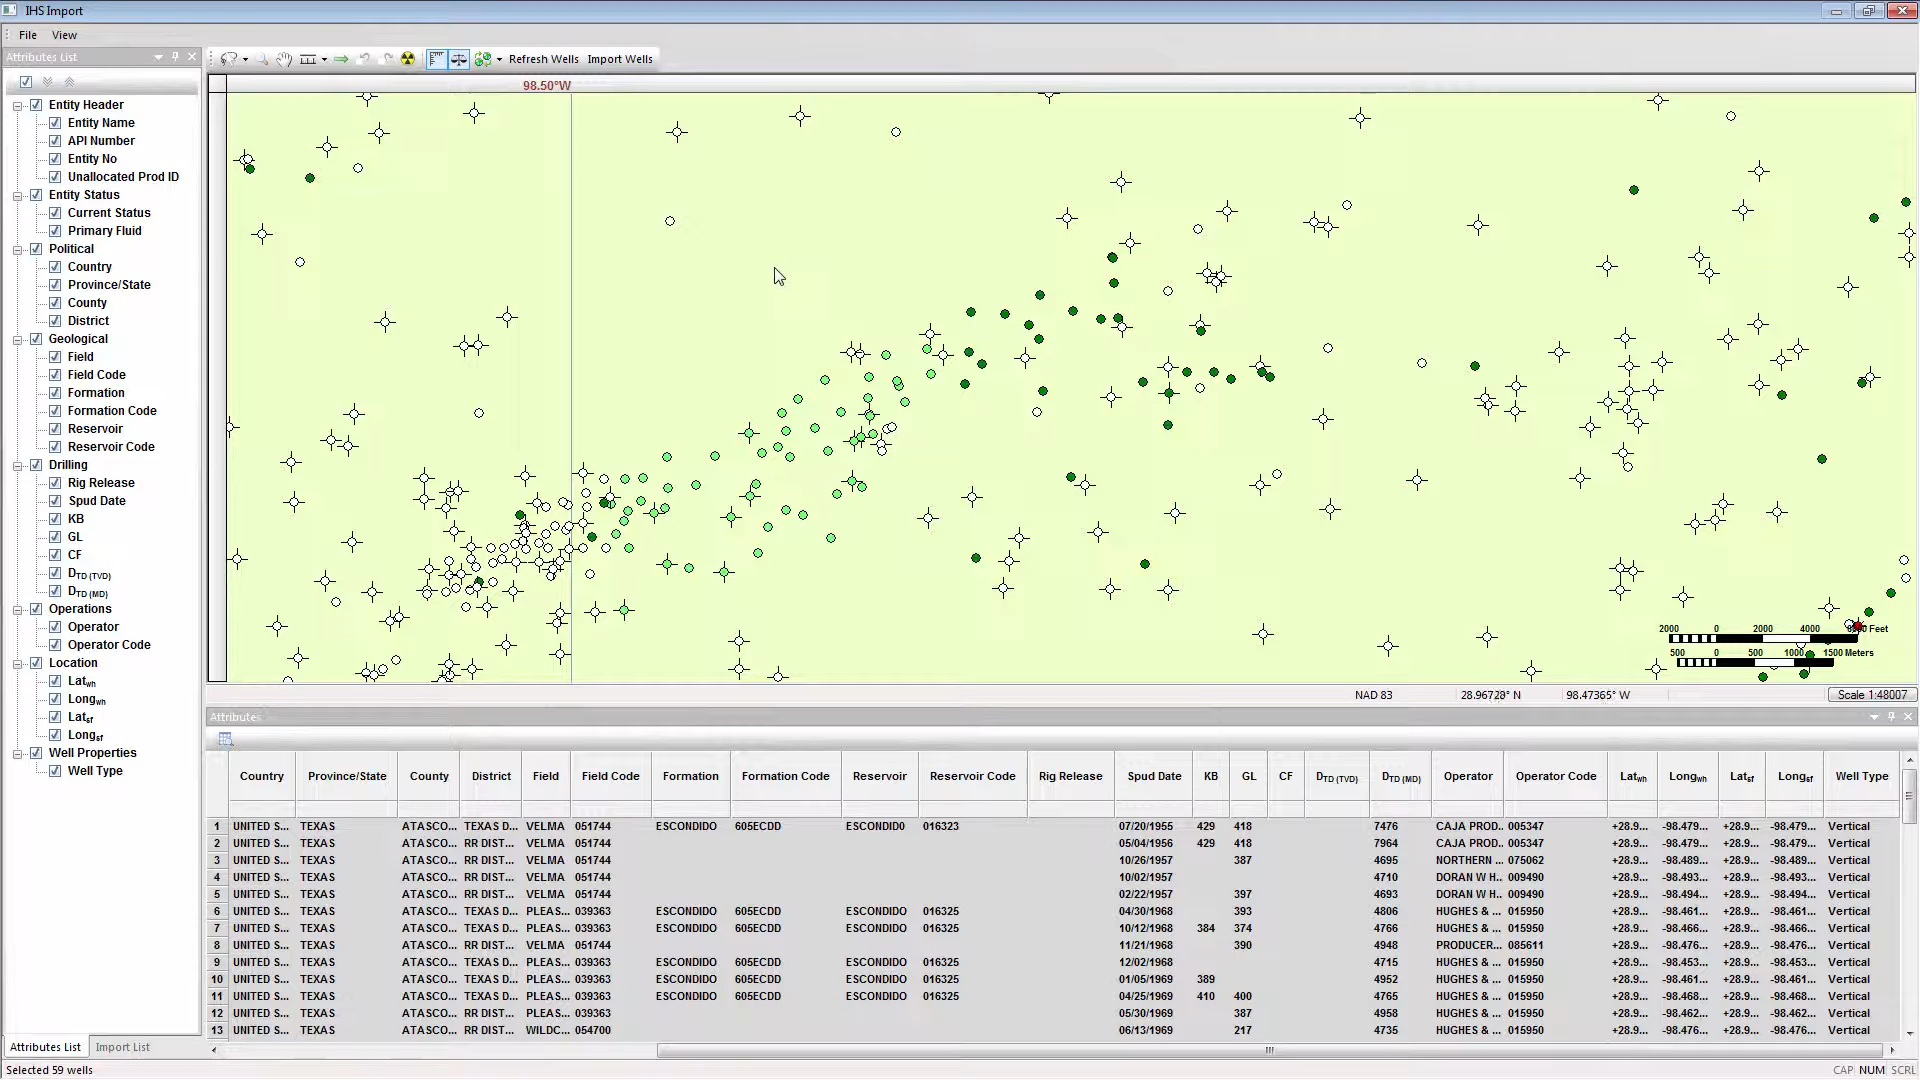 IHS Import
File View
Attributes List
Refresh Wells Import Wells
98.50°W
Entity Header
Entity Name
API Number
Entity No
Unallocated Prod ID
Entity Status
Current Status
Primary Fluid
Political
Country
Province/State
County
District
Geological
Field
Field Code
Formation
Formation Code
Reservoir
Reservoir Code
Drilling
Rig Release
Spud Date
KB
GL
CF
DTD (TVD)
DTD (MD)
Operations
Operator
Operator Code
Location
Latwh
Longwh
Latsf
Longsf
Well Properties
Well Type
Attributes List Import List
Selected 59 wells
2000 0 2000 4000 Feet
500 0 500 1000 1500 Meters
NAD 83 28.96728° N 98.47365° W Scale 1:48007
Attributes
Country Province/State County District Field Field Code Formation Formation Code Reservoir Reservoir Code Rig Release Spud Date KB GL CF DTD (TVD) DTD (MD) Operator Operator Code Latwh Longwh Latsf Longsf Well Type
1 UNITED S... TEXAS ATASCO... TEXAS D... VELMA 051744 ESCONDIDO 605ECDD ESCONDID0 016323 07/20/1955 429 418 7476 CAJA PROD.. 005347 +28.9... -98.479... +28.9... -98.479... Vertical
2 UNITED S... TEXAS ATASCO... RR DIST... VELMA 051744 05/04/1956 429 418 7964 CAJA PROD.. 005347 +28.9... -98.479... +28.9... -98.479... Vertical
3 UNITED S... TEXAS ATASCO... RR DIST... VELMA 051744 10/26/1957 387 4695 NORTHERN ... 075062 +28.9... -98.489... +28.9... -98.489... Vertical
4 UNITED S... TEXAS ATASCO... RR DIST... VELMA 051744 10/02/1957 4710 DORAN W H.. 009490 +28.9... -98.493... +28.9... -98.493... Vertical
5 UNITED S... TEXAS ATASCO... RR DIST... VELMA 051744 02/22/1957 397 4693 DORAN W H.. 009490 +28.9... -98.494... +28.9... -98.494... Vertical
6 UNITED S... TEXAS ATASCO... TEXAS D... PLEAS... 039363 ESCONDIDO 605ECDD ESCONDIDO 016325 04/30/1968 393 4806 HUGHES & ... 015950 +28.9... -98.461... +28.9... -98.461... Vertical
7 UNITED S... TEXAS ATASCO... TEXAS D... PLEAS... 039363 ESCONDIDO 605ECDD ESCONDIDO 016325 10/12/1968 384 374 4766 HUGHES & ... 015950 +28.9... -98.466... +28.9... -98.466... Vertical
8 UNITED S... TEXAS ATASCO... RR DIST... VELMA 051744 11/21/1968 390 4948 PRODUCER... 085611 +28.9... -98.476... +28.9... -98.476... Vertical
9 UNITED S... TEXAS ATASCO... TEXAS D... PLEAS... 039363 ESCONDIDO 605ECDD ESCONDIDO 016325 12/02/1968 4715 HUGHES & ... 015950 +28.9... -98.453... +28.9... -98.453... Vertical
10 UNITED S... TEXAS ATASCO... TEXAS D... PLEAS... 039363 ESCONDIDO 605ECDD ESCONDIDO 016325 01/05/1969 389 4952 HUGHES & ... 015950 +28.9... -98.461... +28.9... -98.461... Vertical
11 UNITED S... TEXAS ATASCO... TEXAS D... PLEAS... 039363 ESCONDIDO 605ECDD ESCONDIDO 016325 04/25/1969 410 400 4765 HUGHES & ... 015950 +28.9... -98.468... +28.9... -98.468... Vertical
12 UNITED S... TEXAS ATASCO... RR DIST... PLEAS... 039363 05/30/1969 387 4958 HUGHES & ... 015950 +28.9... -98.462... +28.9... -98.462... Vertical
13 UNITED S... TEXAS ATASCO... RR DIST... WILDC... 054700 06/13/1969 217 4735 HUGHES & ... 015950 +28.9... -98.476... +28.9... -98.476... Vertical
CAP NUM SCRL